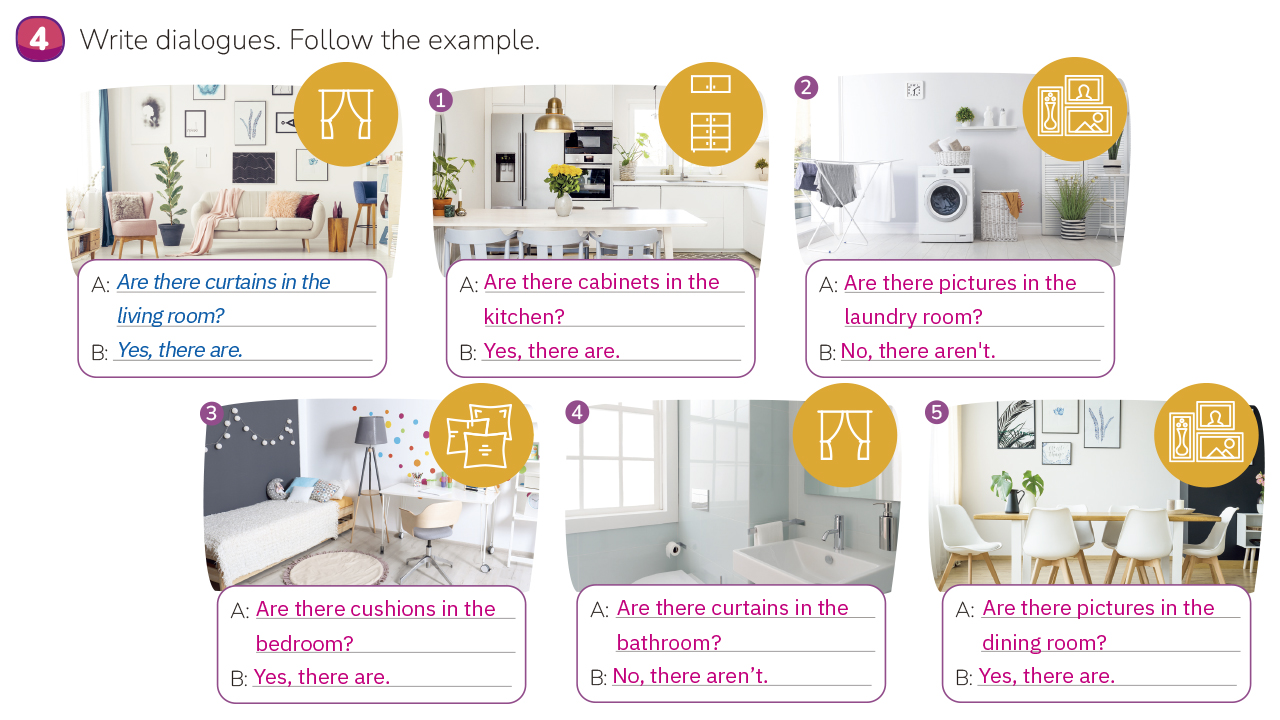 4 Write dialogues. Follow the example.
A: Are there curtains in the
living room?
B: Yes, there are.
1
A: Are there cabinets in the
kitchen?
B: Yes, there are.
2
A: Are there pictures in the
laundry room?
B: No, there aren't.
3
A: Are there cushions in the
bedroom?
B: Yes, there are.
4
A: Are there curtains in the
bathroom?
B: No, there aren’t.
5
A: Are there pictures in the
dining room?
B: Yes, there are.